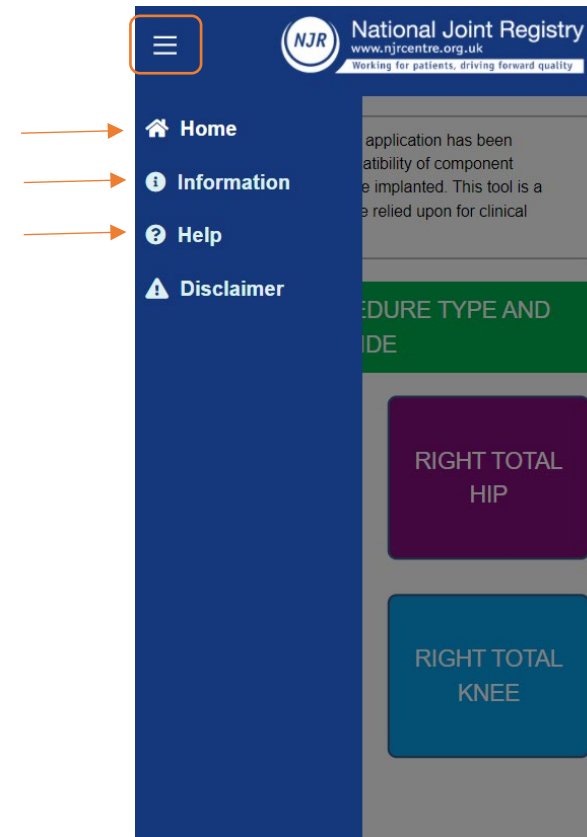 NJR
National Joint Registry
www.njrcentre.org.uk
Working for patients, driving forward quality
Home
Information
Help
Disclaimer
application has been
atibility of component
e implanted. This tool is a
e relied upon for clinical
EDURE TYPE AND
IDE
RIGHT TOTAL
HIP
RIGHT TOTAL
KNEE